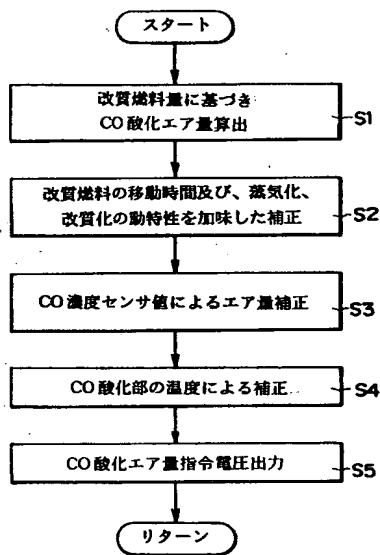 スタート
改質燃料量に基づき
CO酸化エア量算出
S1
改質燃料の移動時間及び、蒸気化、
改質化の動特性を加味した補正
S2
CO濃度センサ値によるエア量補正
S3
CO酸化部の温度による補正
S4
CO酸化エア量指令電圧出力
S5
リターン